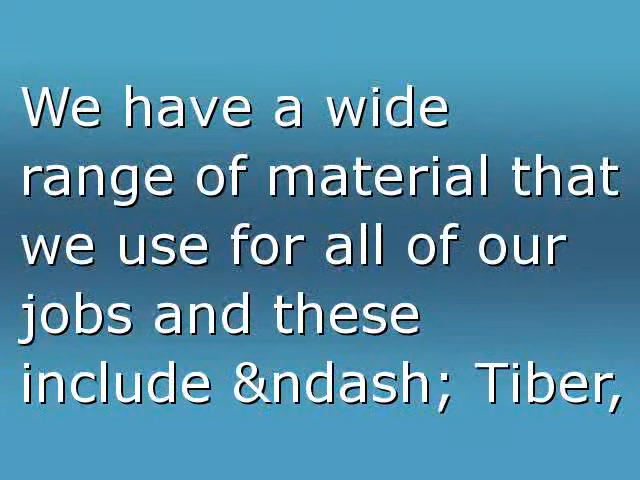 We have a wide
range of material that
we use for all of our
jobs and these
include &ndash; Tiber,